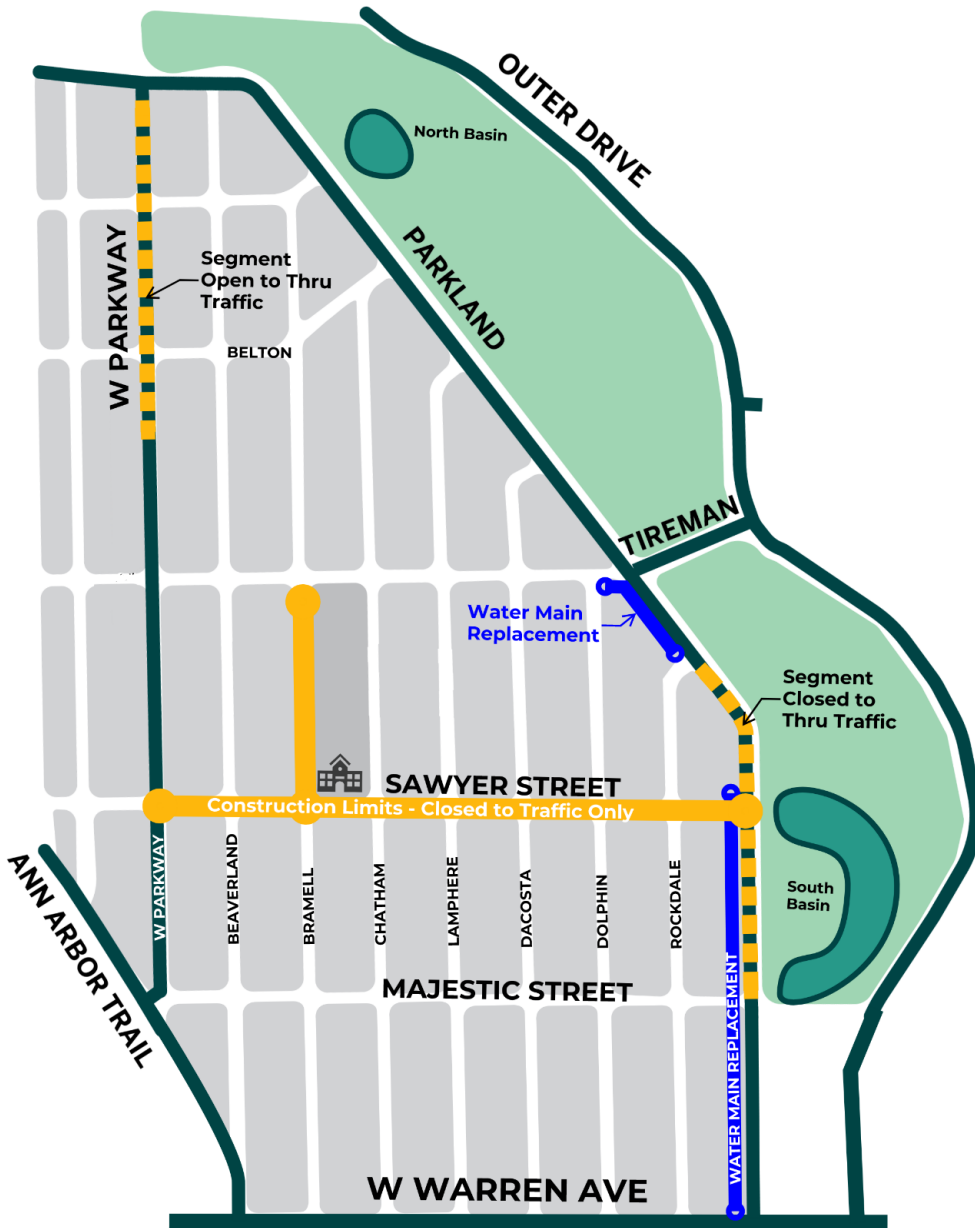 OUTER DRIVE
North Basin
PARKLAND
W PARKWAY
Segment
Open to Thru
Traffic
BELTON
TIREMAN
Water Main
Replacement
Segment
Closed to
Thru Traffic
SAWYER STREET
Construction Limits - Closed to Traffic Only
ANN ARBOR TRAIL
W PARKWAY
BEAVERLAND
BRAMELL
CHATHAM
LAMPHERE
DACOSTA
DOLPHIN
ROCKDALE
South
Basin
MAJESTIC STREET
WATER MAIN REPLACEMENT
W WARREN AVE